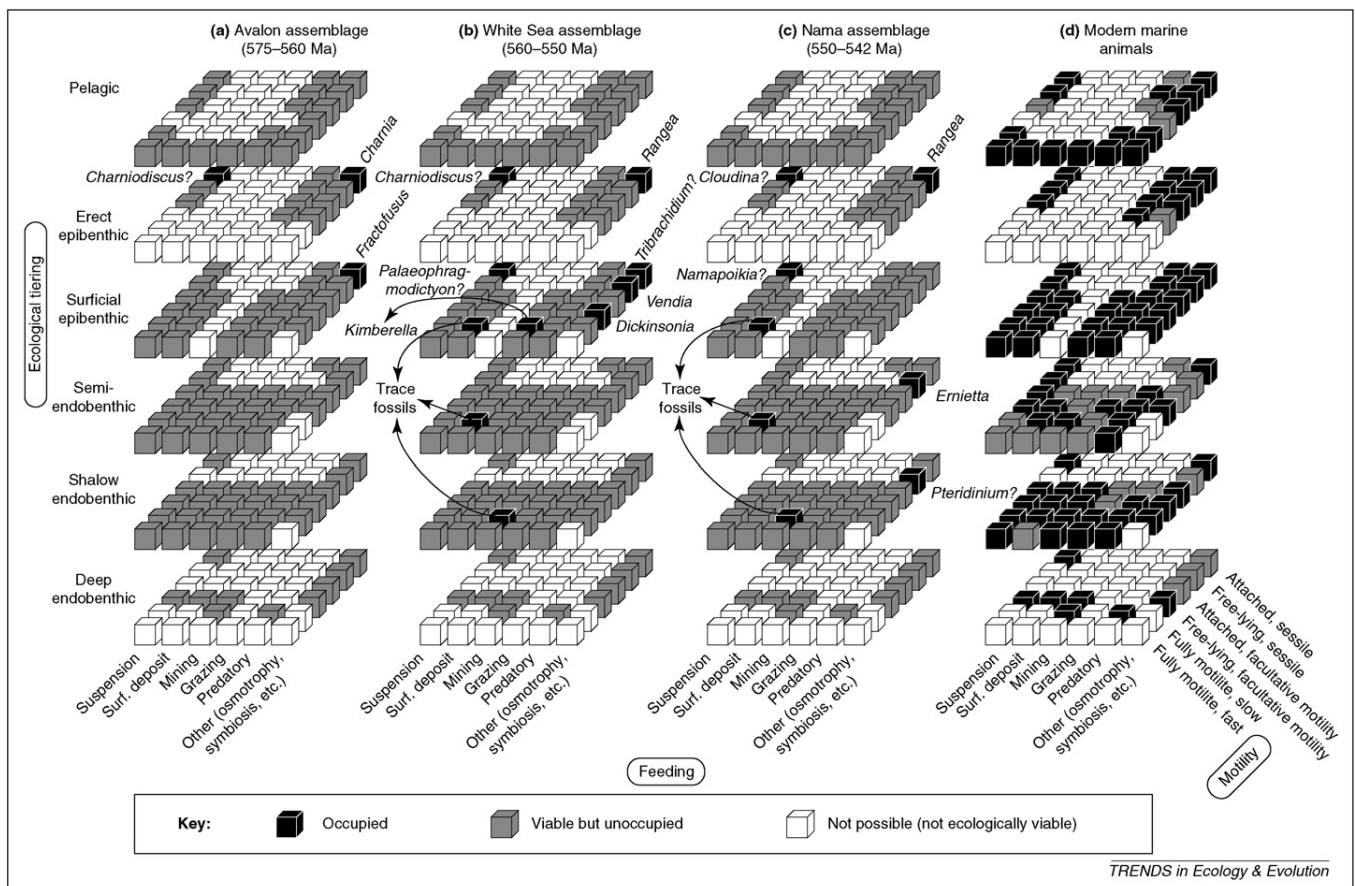 (a) Avalon assemblage
(575–560 Ma)
(b) White Sea assemblage
(560–550 Ma)
(c) Nama assemblage
(550–542 Ma)
(d) Modern marine
animals
Pelagic
Erect
epibenthic
Surficial
epibenthic
Semi-
endobenthic
Shalow
endobenthic
Deep
endobenthic
Ecological tiering
Charniodiscus?
Charnia
Fractofusus
Charniodiscus?
Rangea
Tribrachidium?
Palaeophrag-
modictyon?
Kimberella
Vendia
Dickinsonia
Trace
fossils
Cloudina?
Rangea
Namapoikia?
Trace
fossils
Ernietta
Pteridinium?
Suspension
Surf. deposit
Mining
Grazing
Predatory
Other (osmotrophy,
symbiosis, etc.)
Suspension
Surf. deposit
Mining
Grazing
Predatory
Other (osmotrophy,
symbiosis, etc.)
Suspension
Surf. deposit
Mining
Grazing
Predatory
Other (osmotrophy,
symbiosis, etc.)
Suspension
Surf. deposit
Mining
Grazing
Predatory
Other (osmotrophy,
symbiosis, etc.)
Attached, sessile
Free-lying, sessile
Attached, facultative motility
Free-lying, facultative motility
Fully motilite, slow
Fully motilite, fast
Feeding
Motility
Key:
Occupied
Viable but unoccupied
Not possible (not ecologically viable)
TRENDS in Ecology & Evolution